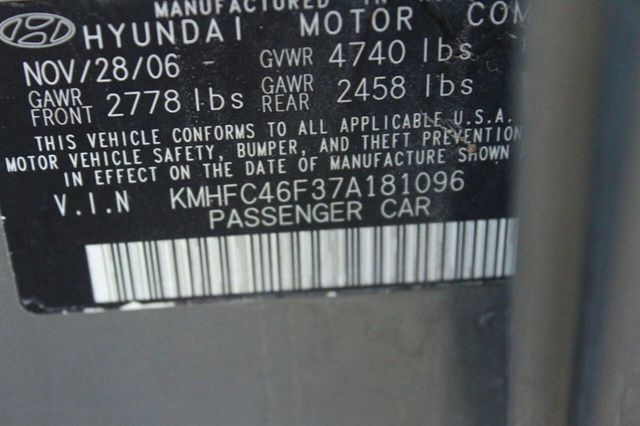 MANUFACTURED
HYUNDAI MOTOR COM
NOV/28/06 GVWR 4740 lbs
GAWR FRONT 2778 lbs GAWR REAR 2458 lbs
THIS VEHICLE CONFORMS TO ALL APPLICABLE U.S.A.
MOTOR VEHICLE SAFETY, BUMPER, AND THEFT PREVENTION
IN EFFECT ON THE DATE OF MANUFACTURE SHOWN
V.I.N KMHFC46F37A181096
PASSENGER CAR